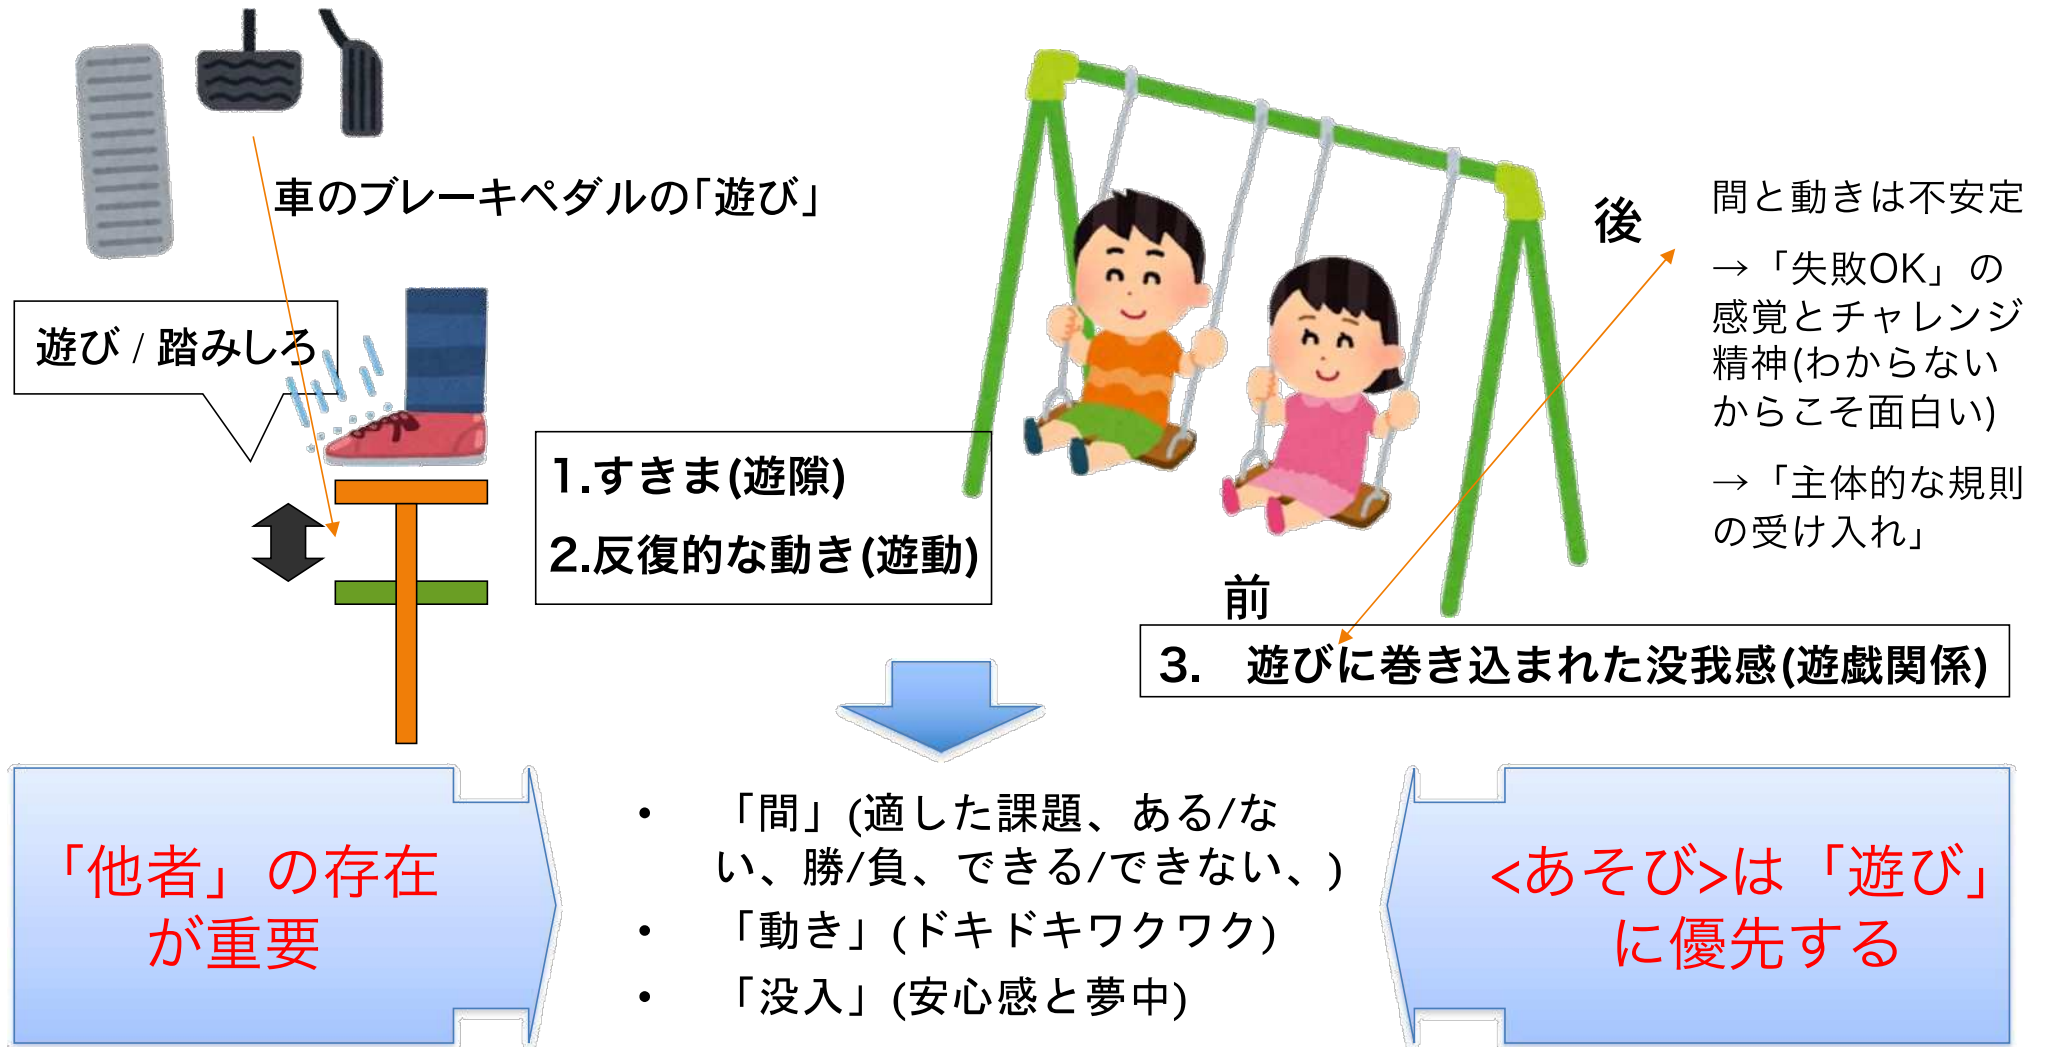 車のブレーキペダルの「遊び」
遊び / 踏みしろ
1.すきま(遊隙)
2.反復的な動き(遊動)
後
前
間と動きは不安定
→「失敗OK」の
感覚とチャレンジ
精神(わからない
からこそ面白い)
→「主体的な規則
の受け入れ」
3. 遊びに巻き込まれた没我感(遊戯関係)
「他者」の存在
が重要
• 「間」(適した課題、ある/な
い、勝/負、できる/できない、)
• 「動き」(ドキドキワクワク)
• 「没入」(安心感と夢中)
<あそび>は「遊び」
に優先する